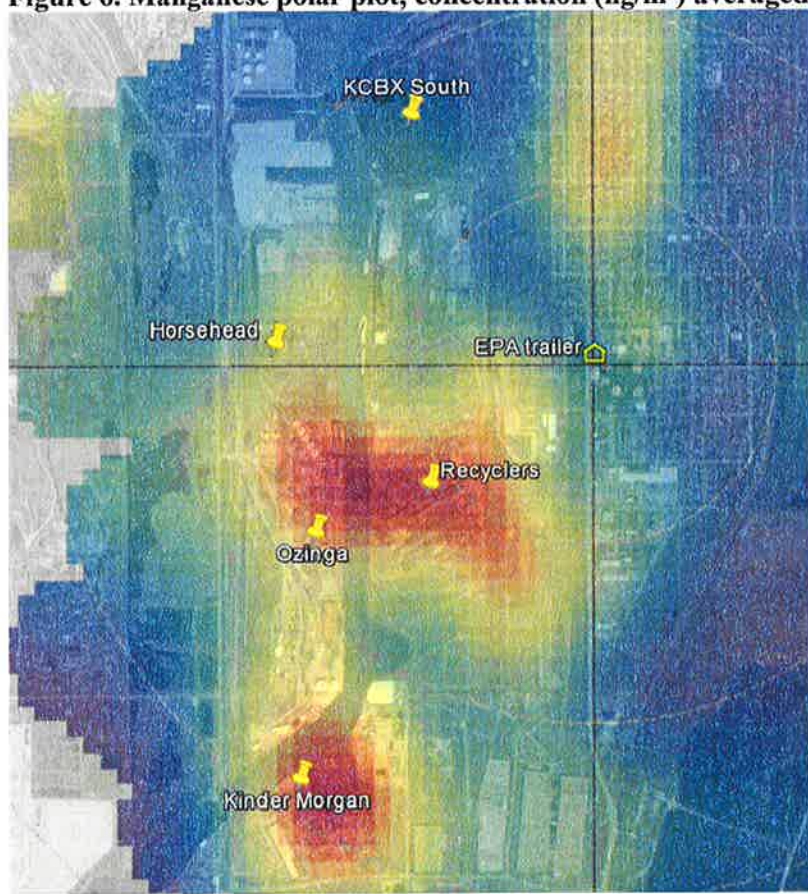 Figure 6. Manganese polar plot, concentration (ng/m³) averaged
KCBX South
Horsehead
EPA trailer
Recyclers
Ozinga
Kinder Morgan